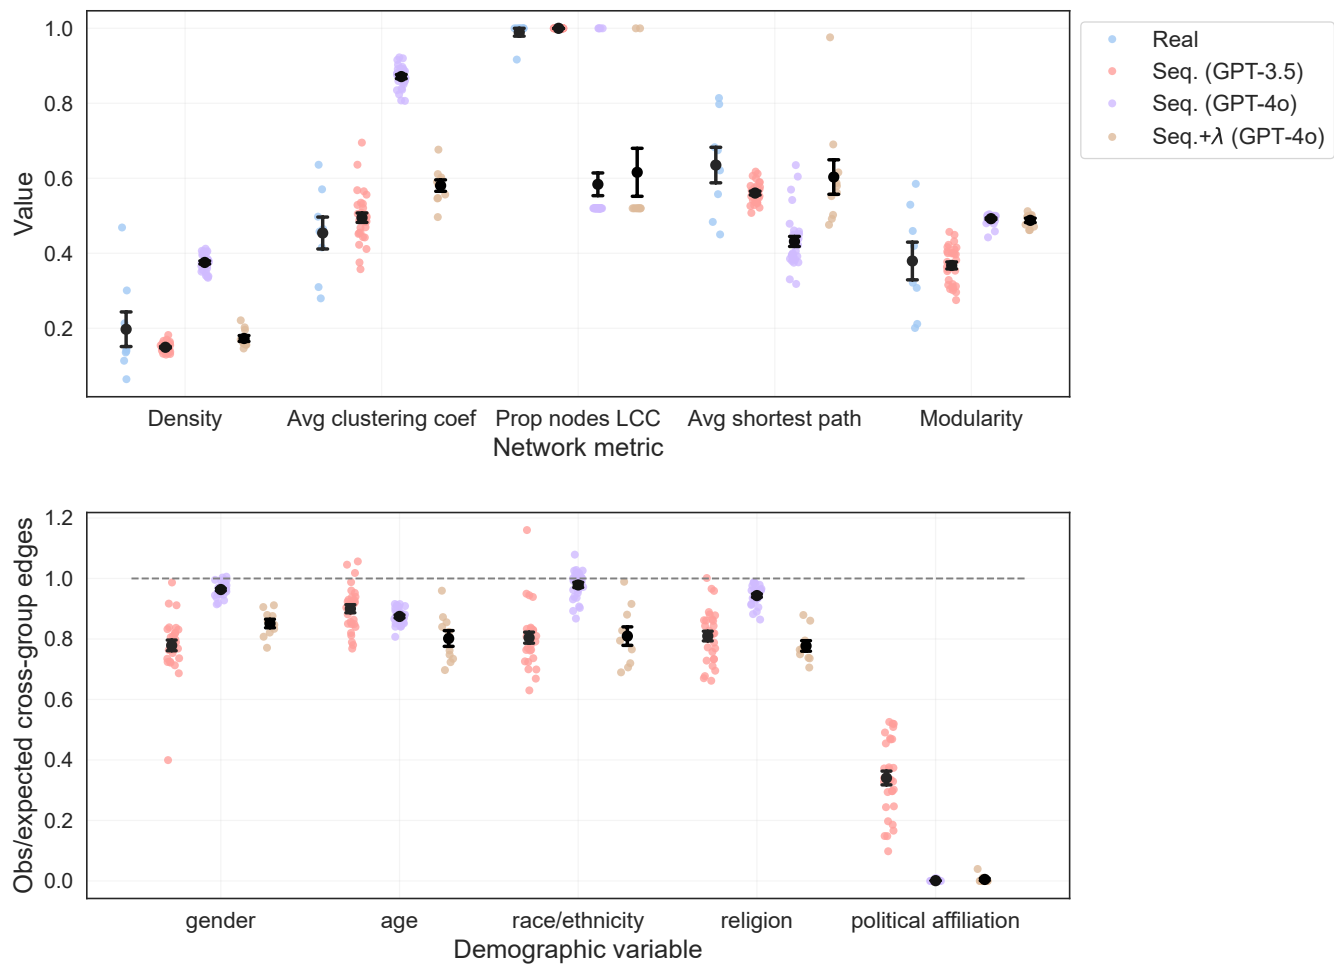 1.0
0.8
0.6
0.4
0.2
Value
Density
Avg clustering coef
Prop nodes LCC
Avg shortest path
Modularity
Network metric
Real
Seq. (GPT-3.5)
Seq. (GPT-4o)
Seq.+λ (GPT-4o)
1.2
1.0
0.8
0.6
0.4
0.2
0.0
Obs/expected cross-group edges
gender
age
race/ethnicity
religion
political affiliation
Demographic variable